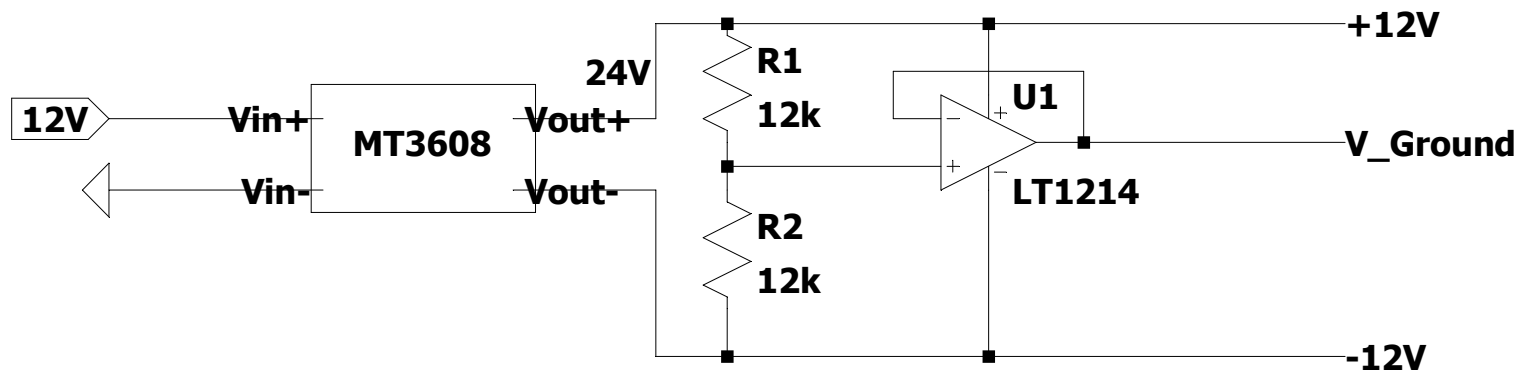 12V
Vin+
Vin-
MT3608
Vout+
Vout-
24V
R1
12k
R2
12k
U1
LT1214
+12V
V_Ground
-12V